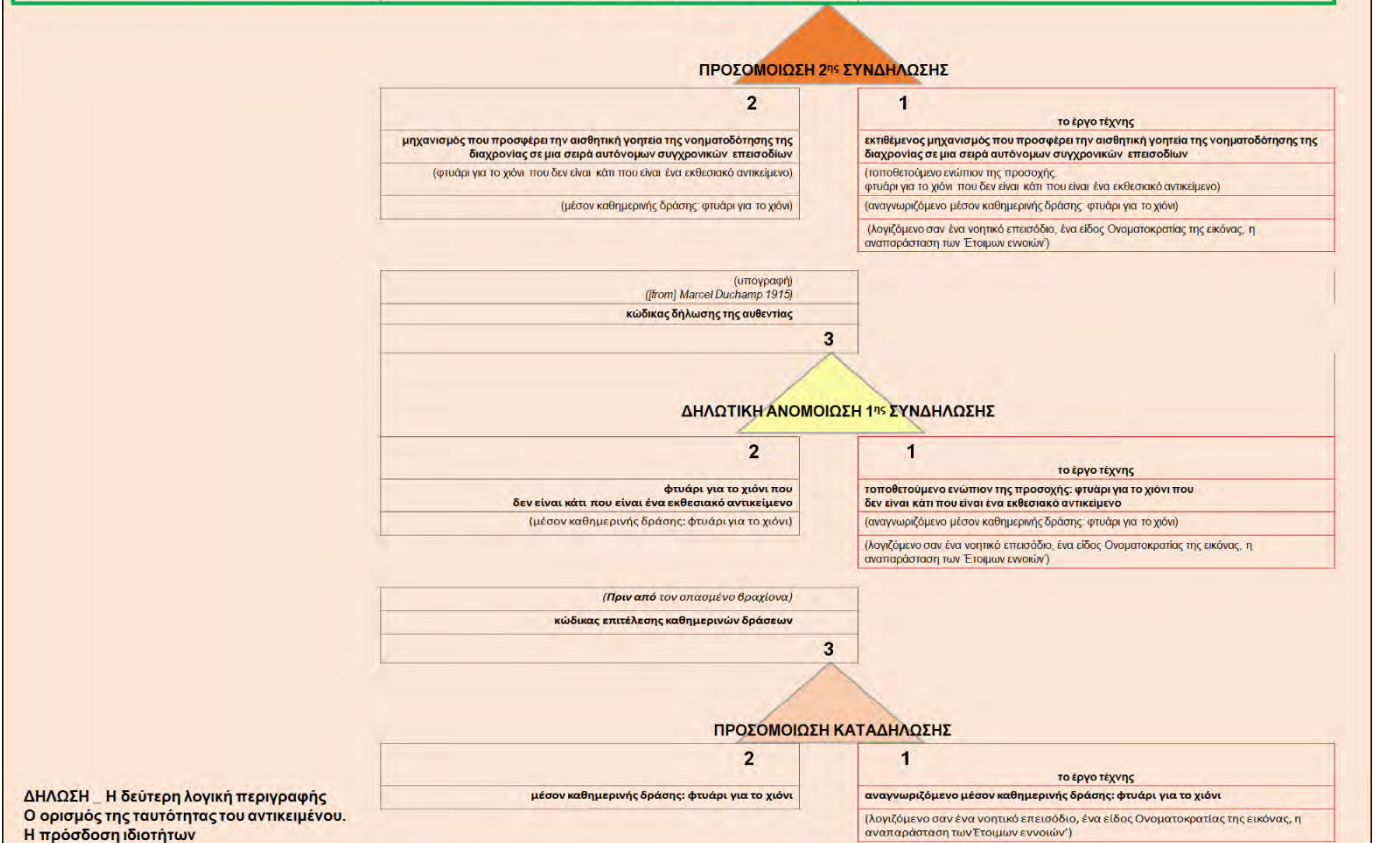 ΠΡΟΣΟΜΟΙΩΣΗ 2ης ΣΥΝΔΗΛΩΣΗΣ
2
μηχανισμός που προσφέρει την αισθητική γοητεία της νοηματοδότησης της
διαχρονίας σε μια σειρά αυτόνομων συγχρονικών επεισοδίων
(φτυάρι για το χιόνι που δεν είναι κάτι που είναι ένα εκθεσιακό αντικείμενο)
(μέσον καθημερινής δράσης: φτυάρι για το χιόνι)
1
το έργο τέχνης
εκτιθέμενος μηχανισμός που προσφέρει την αισθητική γοητεία της νοηματοδότησης της
διαχρονίας σε μια σειρά αυτόνομων συγχρονικών επεισοδίων
(τοποθετούμενο ενώπιον της προσοχής:
φτυάρι για το χιόνι που δεν είναι κάτι που είναι ένα εκθεσιακό αντικείμενο)
(αναγνωριζόμενο μέσον καθημερινής δράσης: φτυάρι για το χιόνι)
(λογιζόμενο σαν ένα νοητικό επεισόδιο, ένα είδος Ονοματοκρατίας της εικόνας, η
αναπαράσταση των Έτοιμων εννοιών')
(υπογραφή)
([from] Marcel Duchamp 1915)
κώδικας δήλωσης της αυθεντίας
3
ΔΗΛΩΤΙΚΗ ΑΝΟΜΟΙΩΣΗ 1ης ΣΥΝΔΗΛΩΣΗΣ
2
φτυάρι για το χιόνι που
δεν είναι κάτι που είναι ένα εκθεσιακό αντικείμενο
(μέσον καθημερινής δράσης: φτυάρι για το χιόνι)
1
το έργο τέχνης
τοποθετούμενο ενώπιον της προσοχής: φτυάρι για το χιόνι που
δεν είναι κάτι που είναι ένα εκθεσιακό αντικείμενο
(αναγνωριζόμενο μέσον καθημερινής δράσης: φτυάρι για το χιόνι)
(λογιζόμενο σαν ένα νοητικό επεισόδιο, ένα είδος Ονοματοκρατίας της εικόνας, η
αναπαράσταση των Έτοιμων εννοιών')
(Πριν από τον σπασμένο βραχίονα)
κώδικας επιτέλεσης καθημερινών δράσεων
3
ΠΡΟΣΟΜΟΙΩΣΗ ΚΑΤΑΔΗΛΩΣΗΣ
2
μέσον καθημερινής δράσης: φτυάρι για το χιόνι
1
το έργο τέχνης
αναγνωριζόμενο μέσον καθημερινής δράσης: φτυάρι για το χιόνι
(λογιζόμενο σαν ένα νοητικό επεισόδιο, ένα είδος Ονοματοκρατίας της εικόνας, η
αναπαράσταση των Έτοιμων εννοιών')
ΔΗΛΩΣΗ _ Η δεύτερη λογική περιγραφής
Ο ορισμός της ταυτότητας του αντικειμένου.
Η πρόσδοση ιδιοτήτων